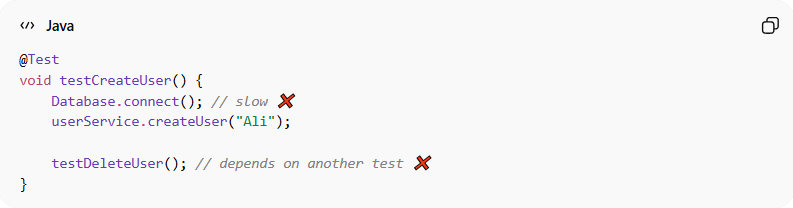 </> Java
@Test
void testCreateUser() {
    Database.connect(); // slow ❌
    userService.createUser("Ali");

    testDeleteUser(); // depends on another test ❌
}